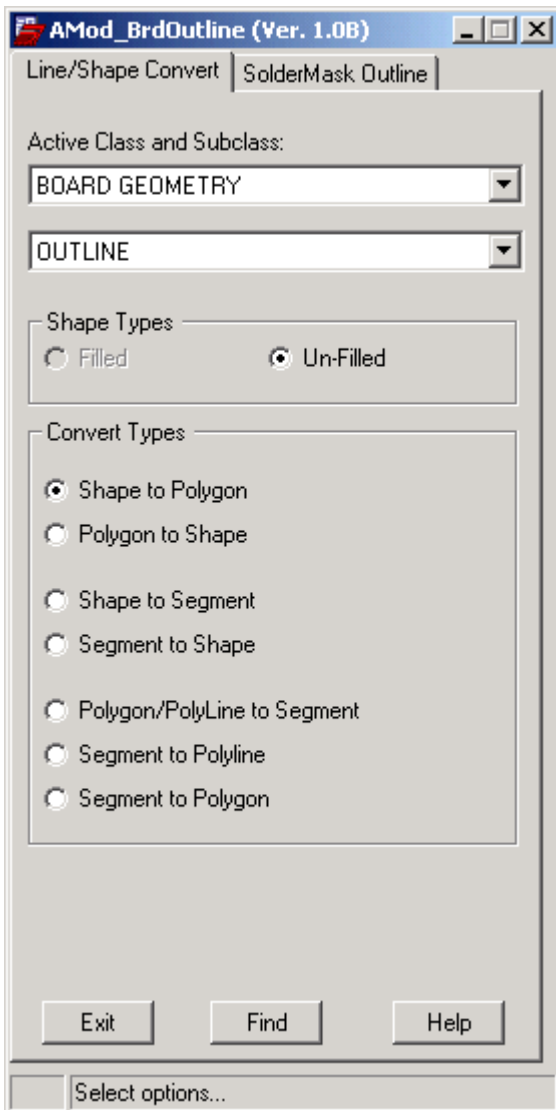 AMod_BrdOutline (Ver. 1.0B)
Line/Shape Convert SolderMask Outline
Active Class and Subclass:
BOARD GEOMETRY
OUTLINE
Shape Types
Filled Un-Filled
Convert Types
Shape to Polygon
Polygon to Shape
Shape to Segment
Segment to Shape
Polygon/PolyLine to Segment
Segment to Polyline
Segment to Polygon
Exit Find Help
Select options...